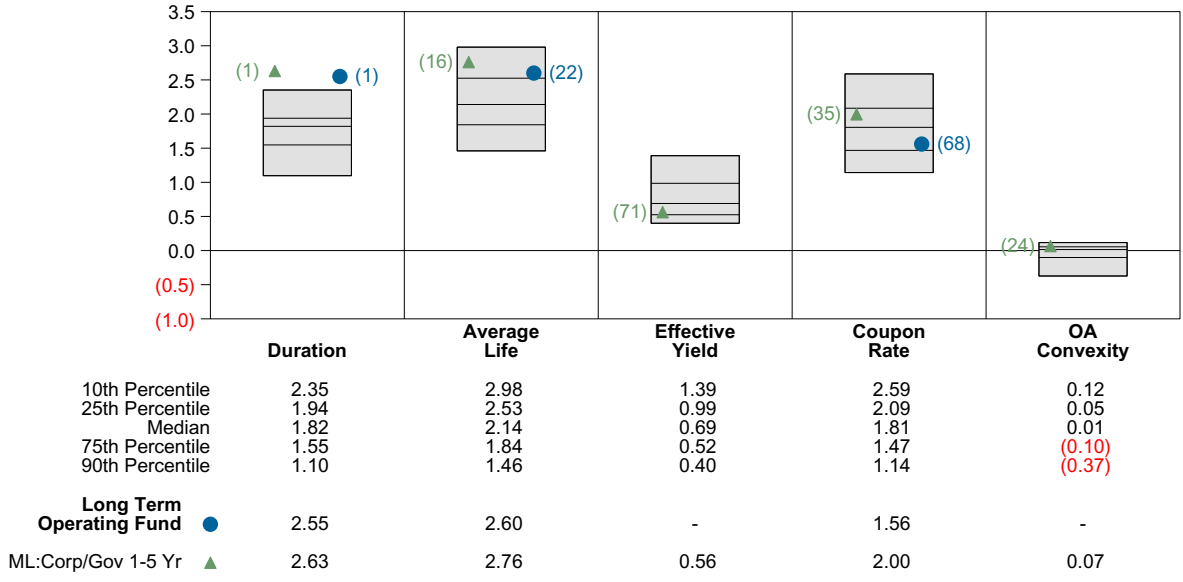 3.5
3.0
2.5
2.0
1.5
1.0
0.5
0.0
(0.5)
(1.0)
(1)
(1)
(16)
(22)
(71)
(35)
(68)
(24)
Duration
Average
Life
Effective
Yield
Coupon
Rate
OA
Convexity
10th Percentile 2.35 2.98 1.39 2.59 0.12
25th Percentile 1.94 2.53 0.99 2.09 0.05
Median 1.82 2.14 0.69 1.81 0.01
75th Percentile 1.55 1.84 0.52 1.47 (0.10)
90th Percentile 1.10 1.46 0.40 1.14 (0.37)
Long Term
Operating Fund 2.55 2.60 - 1.56 -
ML:Corp/Gov 1-5 Yr 2.63 2.76 0.56 2.00 0.07